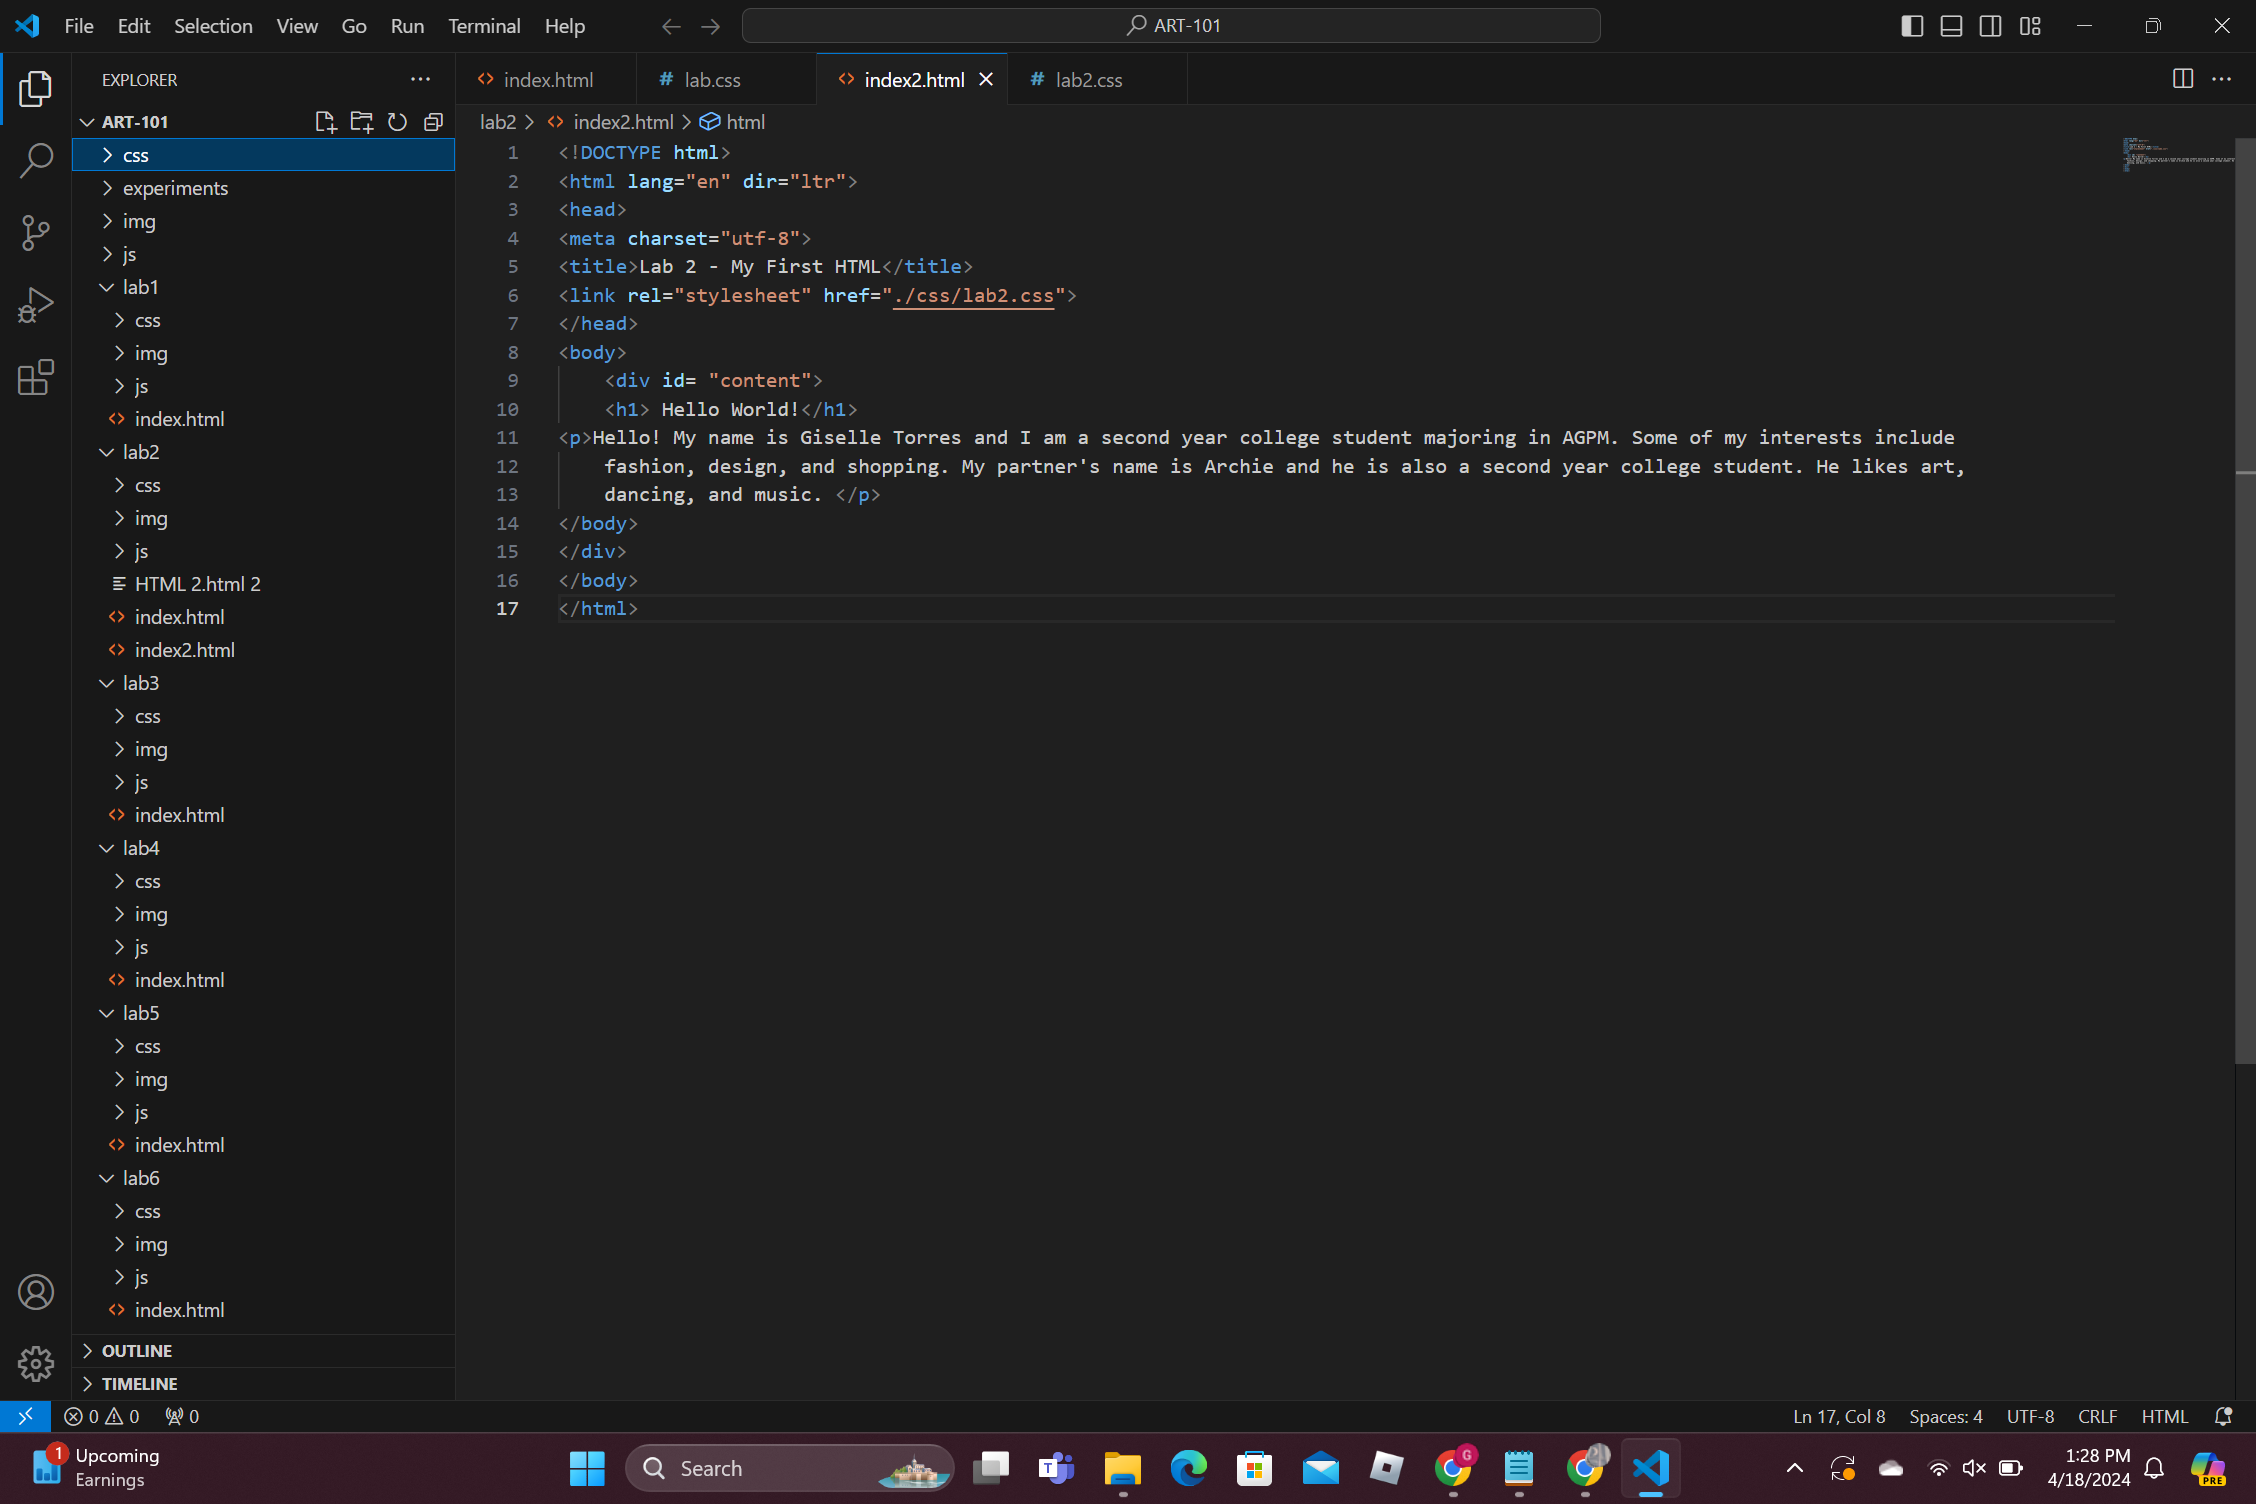 File Edit Selection View Go Run Terminal Help
ART-101
EXPLORER
ART-101
css
experiments
img
js
lab1
css
img
js
index.html
lab2
css
img
js
HTML 2.html 2
index.html
index2.html
lab3
css
img
js
index.html
lab4
css
img
js
index.html
lab5
css
img
js
index.html
lab6
css
img
js
index.html
OUTLINE
TIMELINE
index.html # lab.css index2.html # lab2.css
lab2 > index2.html > html
1 <!DOCTYPE html>
2 <html lang="en" dir="ltr">
3 <head>
4 <meta charset="utf-8">
5 <title>Lab 2 - My First HTML</title>
6 <link rel="stylesheet" href="./css/lab2.css">
7 </head>
8 <body>
9 <div id= "content">
10 <h1> Hello World!</h1>
11 <p>Hello! My name is Giselle Torres and I am a second year college student majoring in AGPM. Some of my interests include
12 fashion, design, and shopping. My partner's name is Archie and he is also a second year college student. He likes art,
13 dancing, and music. </p>
14 </body>
15 </div>
16 </body>
17 </html>
0 0 0
Ln 17, Col 8 Spaces: 4 UTF-8 CRLF HTML
1
Upcoming
Earnings
Search
T
G
1:28 PM
4/18/2024
PRE